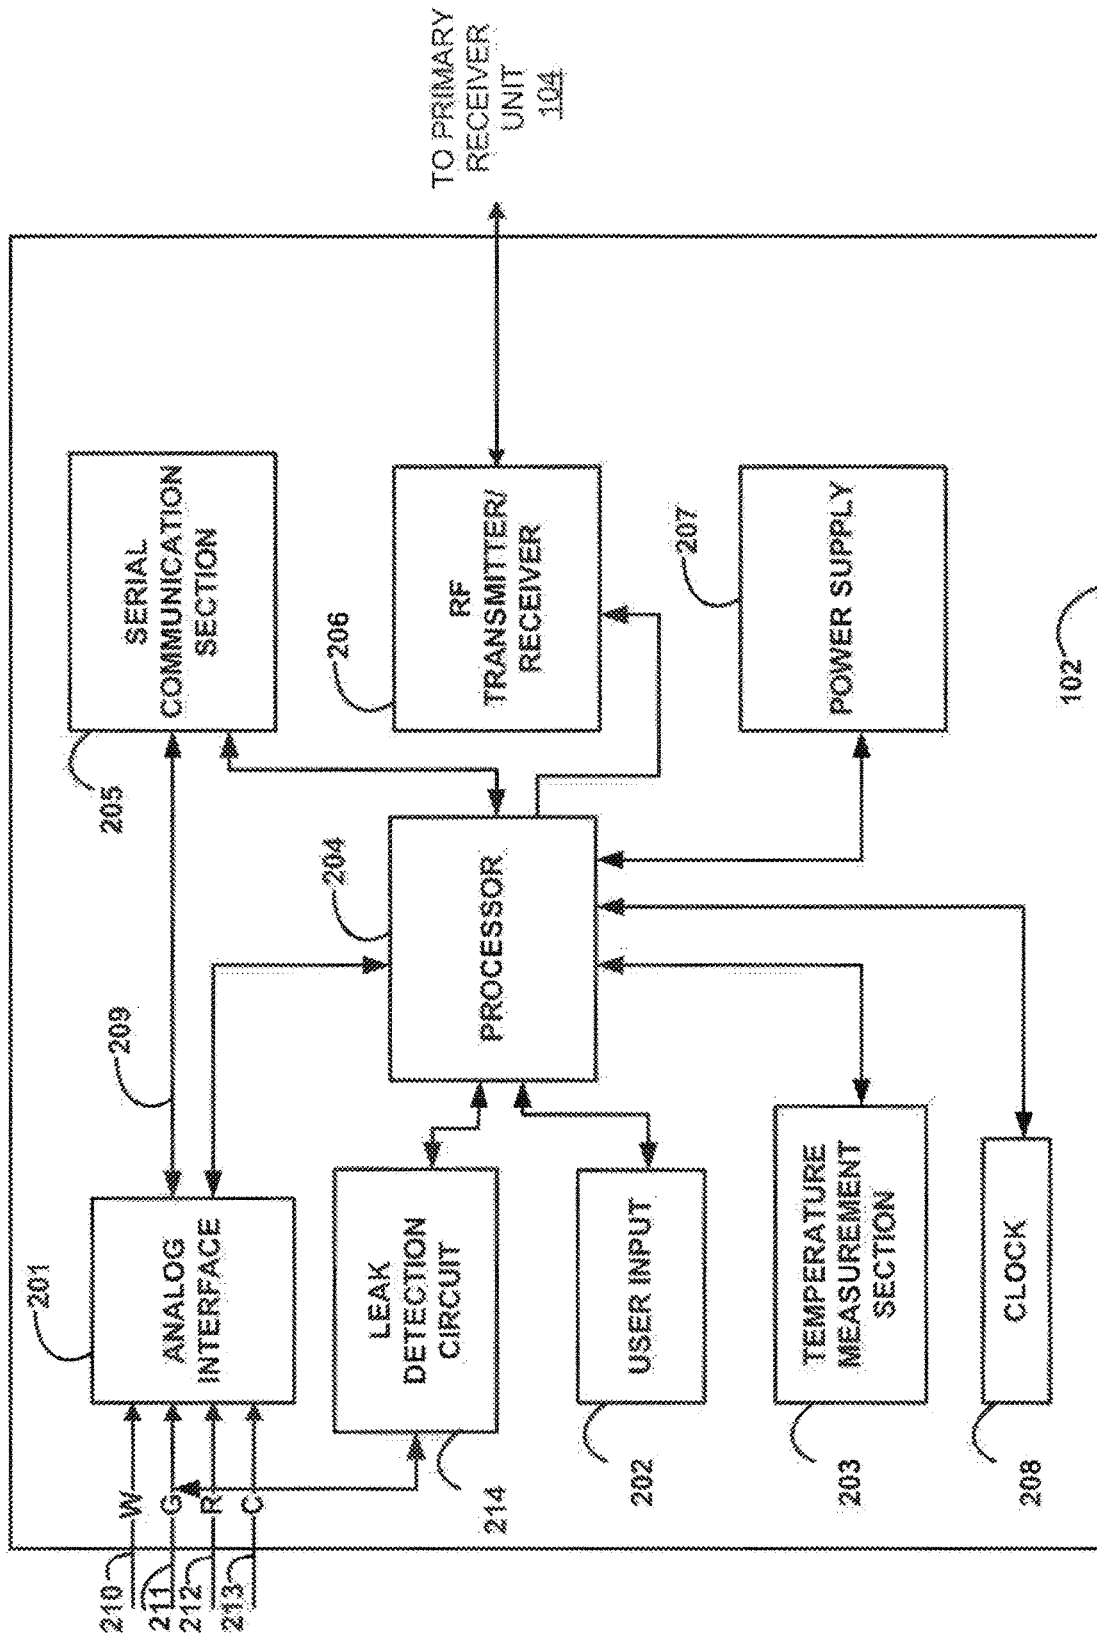 210
211
212
213
W
G
R
C
201
ANALOG
INTERFACE
209
205
SERIAL
COMMUNICATION
SECTION
214
LEAK
DETECTION
CIRCUIT
204
PROCESSOR
206
RF
TRANSMITTER/
RECEIVER
TO PRIMARY
RECEIVER
UNIT
104
202
USER INPUT
203
TEMPERATURE
MEASUREMENT
SECTION
207
POWER SUPPLY
208
CLOCK
102